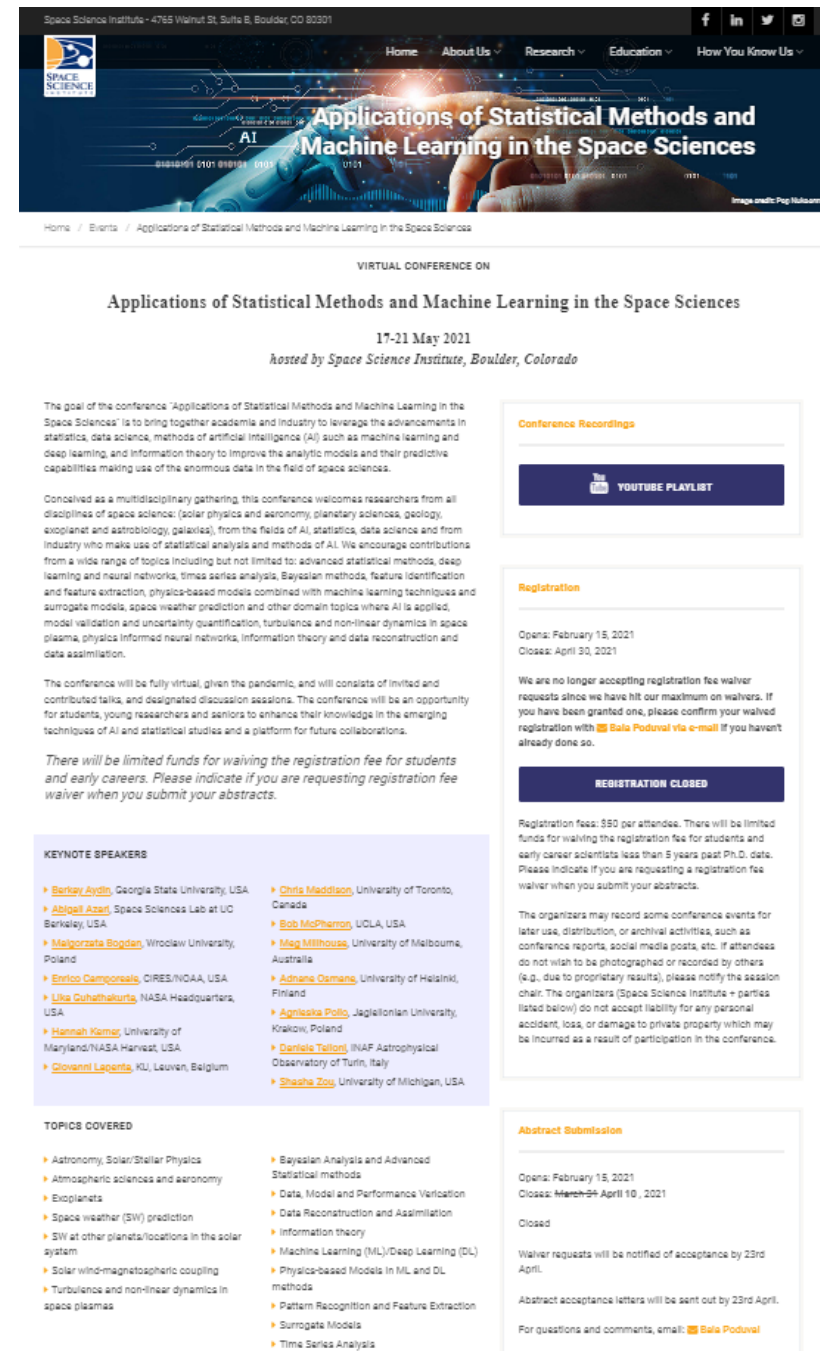 Space Science Institute - 4765 Walnut St, Suite B, Boulder, CO 80301
SPACE
SCIENCE
INSTITUTE
Home
About Us
Research
Education
How You Know Us
AI
Applications of Statistical Methods and
Machine Learning in the Space Sciences
Home / Events / Applications of Statistical Methods and Machine Learning in the Space Sciences
VIRTUAL CONFERENCE ON
Applications of Statistical Methods and Machine Learning in the Space Sciences
17-21 May 2021
hosted by Space Science Institute, Boulder, Colorado
The goal of the conference "Applications of Statistical Methods and Machine Learning in the
Space Sciences" is to bring together academia and industry to leverage the advancements in
statistics, data science, methods of artificial intelligence (AI) such as machine learning and
deep learning, and information theory to improve the analytic models and their predictive
capabilities making use of the enormous data in the field of space sciences.
Conceived as a multidisciplinary gathering, this conference welcomes researchers from all
disciplines of space science: (solar physics and aeronomy, planetary sciences, geology,
exoplanet and astrobiology, galaxies), from the fields of AI, statistics, data science and from
industry who make use of statistical analysis and methods of AI. We encourage contributions
from a wide range of topics including but not limited to: advanced statistical methods, deep
learning and neural networks, times series analysis, Bayesian methods, feature identification
and feature extraction, physics-based models combined with machine learning techniques and
surrogate models, space weather prediction and other domain topics where AI is applied,
model validation and uncertainty quantification, turbulence and non-linear dynamics in space
plasma, physics informed neural networks, information theory and data reconstruction and
data assimilation.
The conference will be fully virtual, given the pandemic, and will consists of invited and
contributed talks, and designated discussion sessions. The conference will be an opportunity
for students, young researchers and seniors to enhance their knowledge in the emerging
techniques of AI and statistical studies and a platform for future collaborations.
There will be limited funds for waiving the registration fee for students
and early careers. Please indicate if you are requesting registration fee
waiver when you submit your abstracts.
KEYNOTE SPEAKERS
Berkay Aydin, Georgia State University, USA
Abigail Azari, Space Sciences Lab at UC
Berkeley, USA
Malgorzata Bogdan, Wroclaw University,
Poland
Enrico Camporeale, CIRES/NOAA, USA
Lika Guhathakurta, NASA Headquarters,
USA
Hannah Kerner, University of
Maryland/NASA Harvest, USA
Giovanni Lapenta, KU, Leuven, Belgium
Chris Maddison, University of Toronto,
Canada
Bob McPherron, UCLA, USA
Meg Millhouse, University of Melbourne,
Australia
Adnane Osmane, University of Helsinki,
Finland
Agnieska Pollo, Jagiellonian University,
Krakow, Poland
Daniele Telloni, INAF Astrophysical
Observatory of Turin, Italy
Shasha Zou, University of Michigan, USA
TOPICS COVERED
Astronomy, Solar/Stellar Physics
Atmospheric sciences and aeronomy
Exoplanets
Space weather (SW) prediction
SW at other planets/locations in the solar
system
Solar wind-magnetospheric coupling
Turbulence and non-linear dynamics in
space plasmas
Bayesian Analysis and Advanced
Statistical methods
Data, Model and Performance Verication
Data Reconstruction and Assimilation
Information theory
Machine Learning (ML)/Deep Learning (DL)
Physics-based Models in ML and DL
methods
Pattern Recognition and Feature Extraction
Surrogate Models
Time Series Analysis
Conference Recordings
You Tube YOUTUBE PLAYLIST
Registration
Opens: February 15, 2021
Closes: April 30, 2021
We are no longer accepting registration fee waiver
requests since we have hit our maximum on waivers. If
you have been granted one, please confirm your waived
registration with Bala Poduval via e-mail if you haven't
already done so.
REGISTRATION CLOSED
Registration fees: $50 per attendee. There will be limited
funds for waiving the registration fee for students and
early career scientists less than 5 years past Ph.D. date.
Please indicate if you are requesting a registration fee
waiver when you submit your abstracts.
The organizers may record some conference events for
later use, distribution, or archival activities, such as
conference reports, social media posts, etc. If attendees
do not wish to be photographed or recorded by others
(e.g., due to proprietary results), please notify the session
chair. The organizers (Space Science Institute + parties
listed below) do not accept liability for any personal
accident, loss, or damage to private property which may
be incurred as a result of participation in the conference.
Abstract Submission
Opens: February 15, 2021
Closes: March 31 April 10 , 2021
Closed
Waiver requests will be notified of acceptance by 23rd
April.
Abstract acceptance letters will be sent out by 23rd April.
For questions and comments, email: Bala Poduval